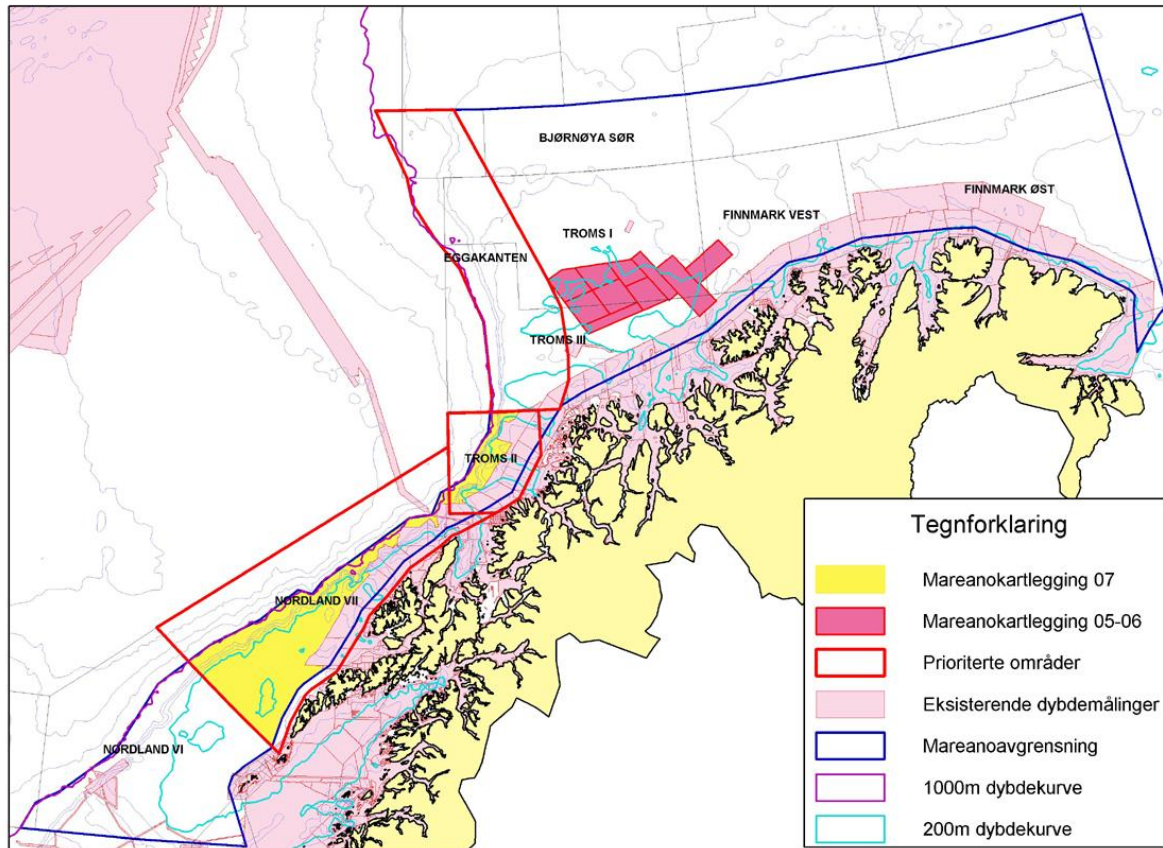 BJØRNØYA SØR
FINNMARK ØST
FINNMARK VEST
TROMS I
EGGAKANTEN
TROMS III
TROMS II
NORDLAND VII
NORDLAND VI
Tegnforklaring
Mareanokartlegging 07
Mareanokartlegging 05-06
Prioriterte områder
Eksisterende dybdemålinger
Mareanoavgrensning
1000m dybdekurve
200m dybdekurve